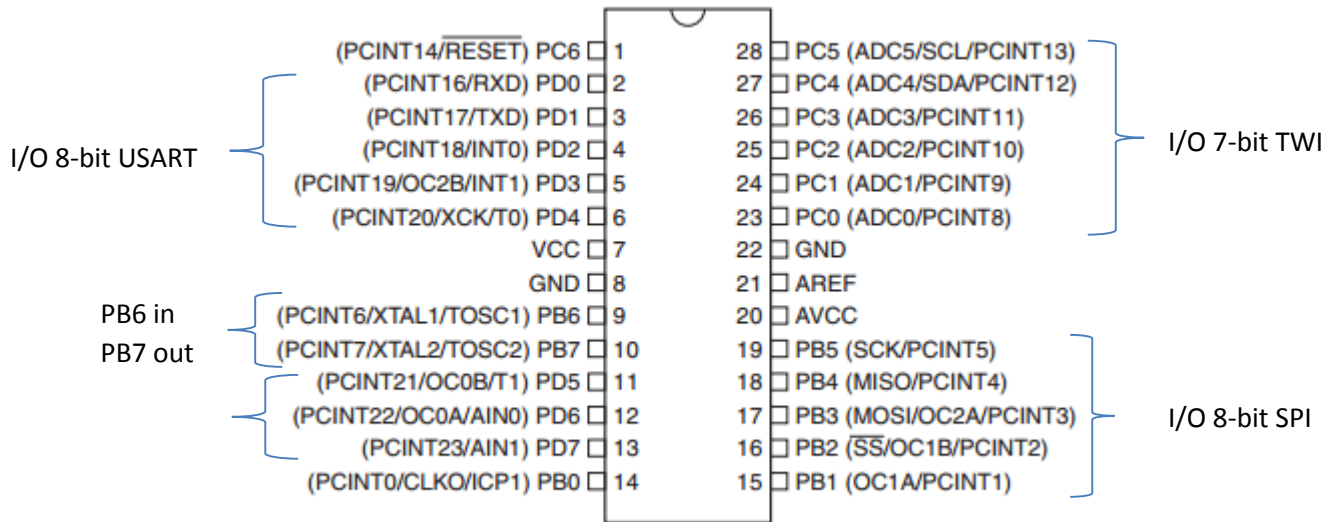 (PCINT14/RESET) PC6 1
(PCINT16/RXD) PD0 2
(PCINT17/TXD) PD1 3
(PCINT18/INT0) PD2 4
(PCINT19/OC2B/INT1) PD3 5
(PCINT20/XCK/T0) PD4 6
VCC 7
GND 8
(PCINT6/XTAL1/TOSC1) PB6 9
(PCINT7/XTAL2/TOSC2) PB7 10
(PCINT21/OC0B/T1) PD5 11
(PCINT22/OC0A/AIN0) PD6 12
(PCINT23/AIN1) PD7 13
(PCINT0/CLKO/ICP1) PB0 14
I/O 8-bit USART
PB6 in
PB7 out
28 PC5 (ADC5/SCL/PCINT13)
27 PC4 (ADC4/SDA/PCINT12)
26 PC3 (ADC3/PCINT11)
25 PC2 (ADC2/PCINT10)
24 PC1 (ADC1/PCINT9)
23 PC0 (ADC0/PCINT8)
22 GND
21 AREF
20 AVCC
19 PB5 (SCK/PCINT5)
18 PB4 (MISO/PCINT4)
17 PB3 (MOSI/OC2A/PCINT3)
16 PB2 (SS/OC1B/PCINT2)
15 PB1 (OC1A/PCINT1)
I/O 7-bit TWI
I/O 8-bit SPI